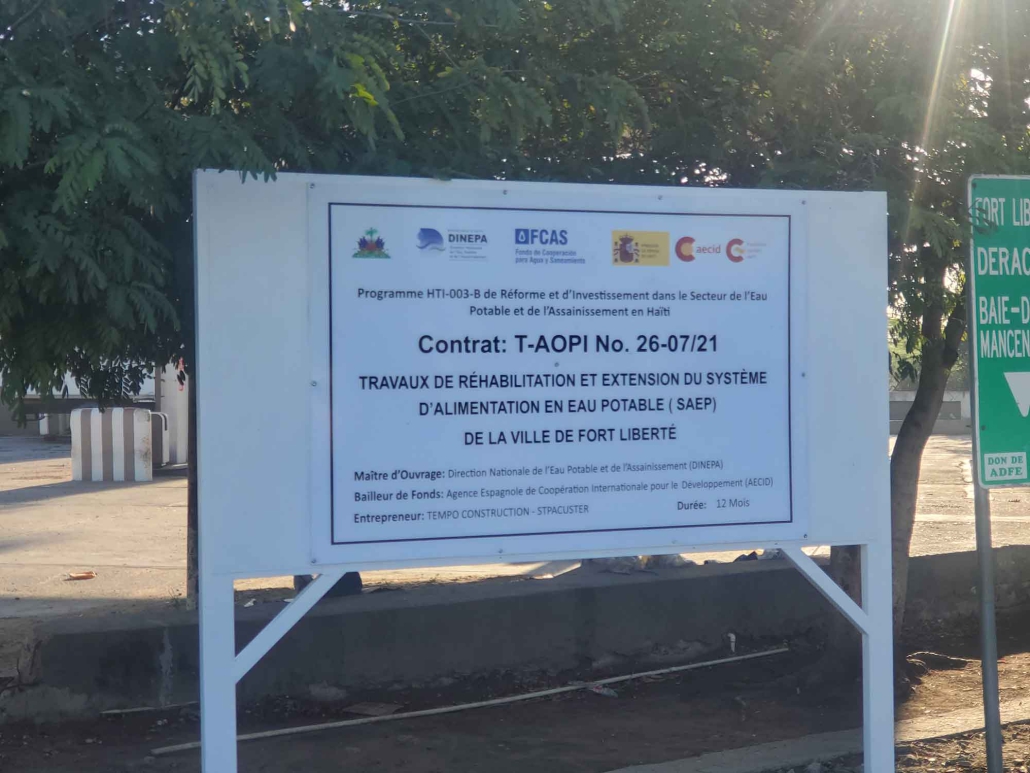 DINEPA
FCAS
Fondo de Cooperación
para Agua y Saneamiento
aecid
Programme HTI-003-B de Réforme et d'Investissement dans le Secteur de l'Eau
Potable et de l'Assainissement en Haïti
Contrat: T-AOPI No. 26-07/21
TRAVAUX DE RÉHABILITATION ET EXTENSION DU SYSTÈME
D'ALIMENTATION EN EAU POTABLE ( SAEP)
DE LA VILLE DE FORT LIBERTÉ
Maître d'Ouvrage: Direction Nationale de l'Eau Potable et de l'Assainissement (DINEPA)
Bailleur de Fonds: Agence Espagnole de Coopération Internationale pour le Développement (AECID)
Entrepreneur: TEMPO CONSTRUCTION - STPACUSTER
Durée: 12 Mois
FORT LIB
DERAC
BAIE-D
MANCEN
DON DE
ADFE